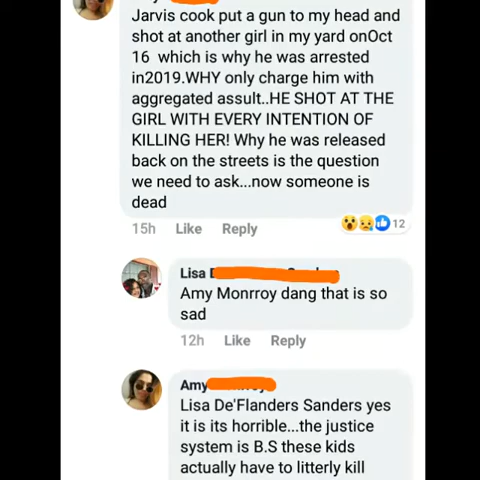 Jarvis cook put a gun to my head and
shot at another girl in my yard onOct
16 which is why he was arrested
in2019.WHY only charge him with
aggregated assult..HE SHOT AT THE
GIRL WITH EVERY INTENTION OF
KILLING HER! Why he was released
back on the streets is the question
we need to ask...now someone is
dead
15h Like Reply 12
Lisa
Amy Monrroy dang that is so
sad
12h Like Reply
Amy
Lisa De'Flanders Sanders yes
it is its horrible...the justice
system is B.S these kids
actually have to litterly kill